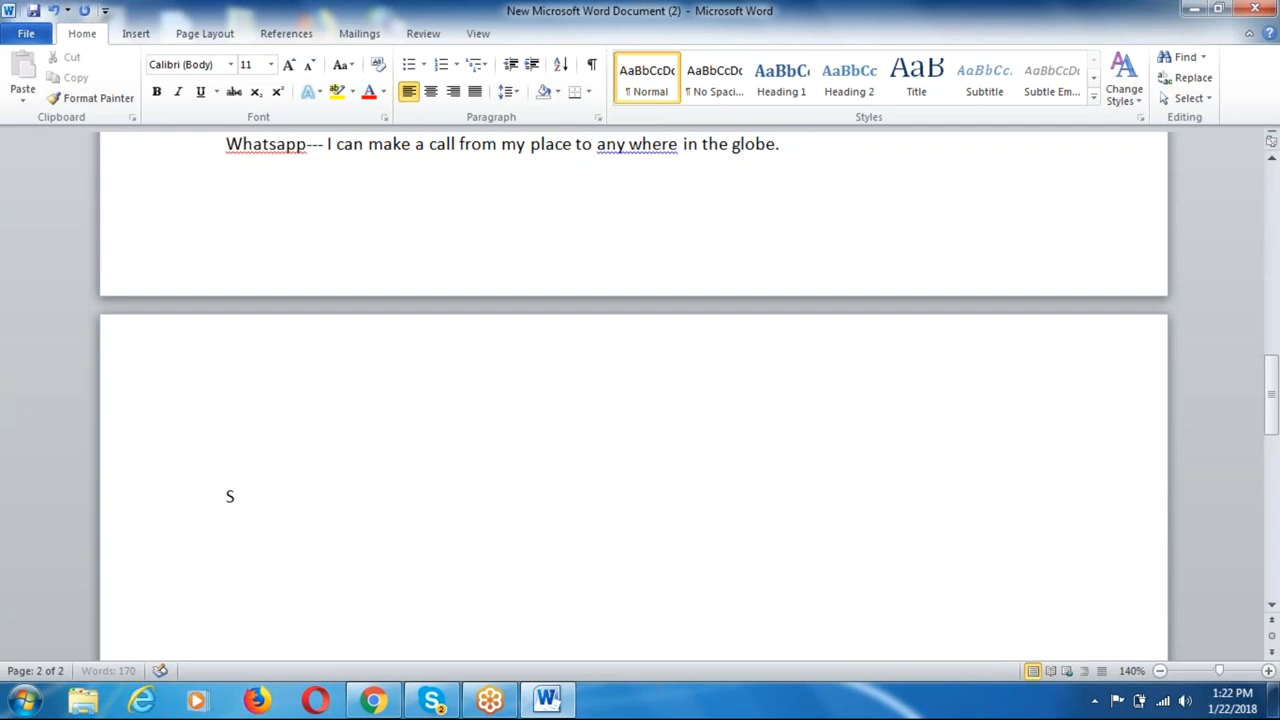 New Microsoft Word Document (2) - Microsoft Word
File Home Insert Page Layout References Mailings Review View
Paste
Cut
Copy
Format Painter
Clipboard
Calibri (Body) 11
Font
Paragraph
AaBbCcDc AaBbCcDc AaBbCc AaBbCc AaB AaBbCc. AaBbCcDc
¶ Normal ¶ No Spaci... Heading 1 Heading 2 Title Subtitle Subtle Em...
Styles
Change Styles
Find
Replace
Select
Editing
Whatsapp--- I can make a call from my place to any where in the globe.
S
Page: 2 of 2 Words: 170 140%
1:22 PM
1/22/2018